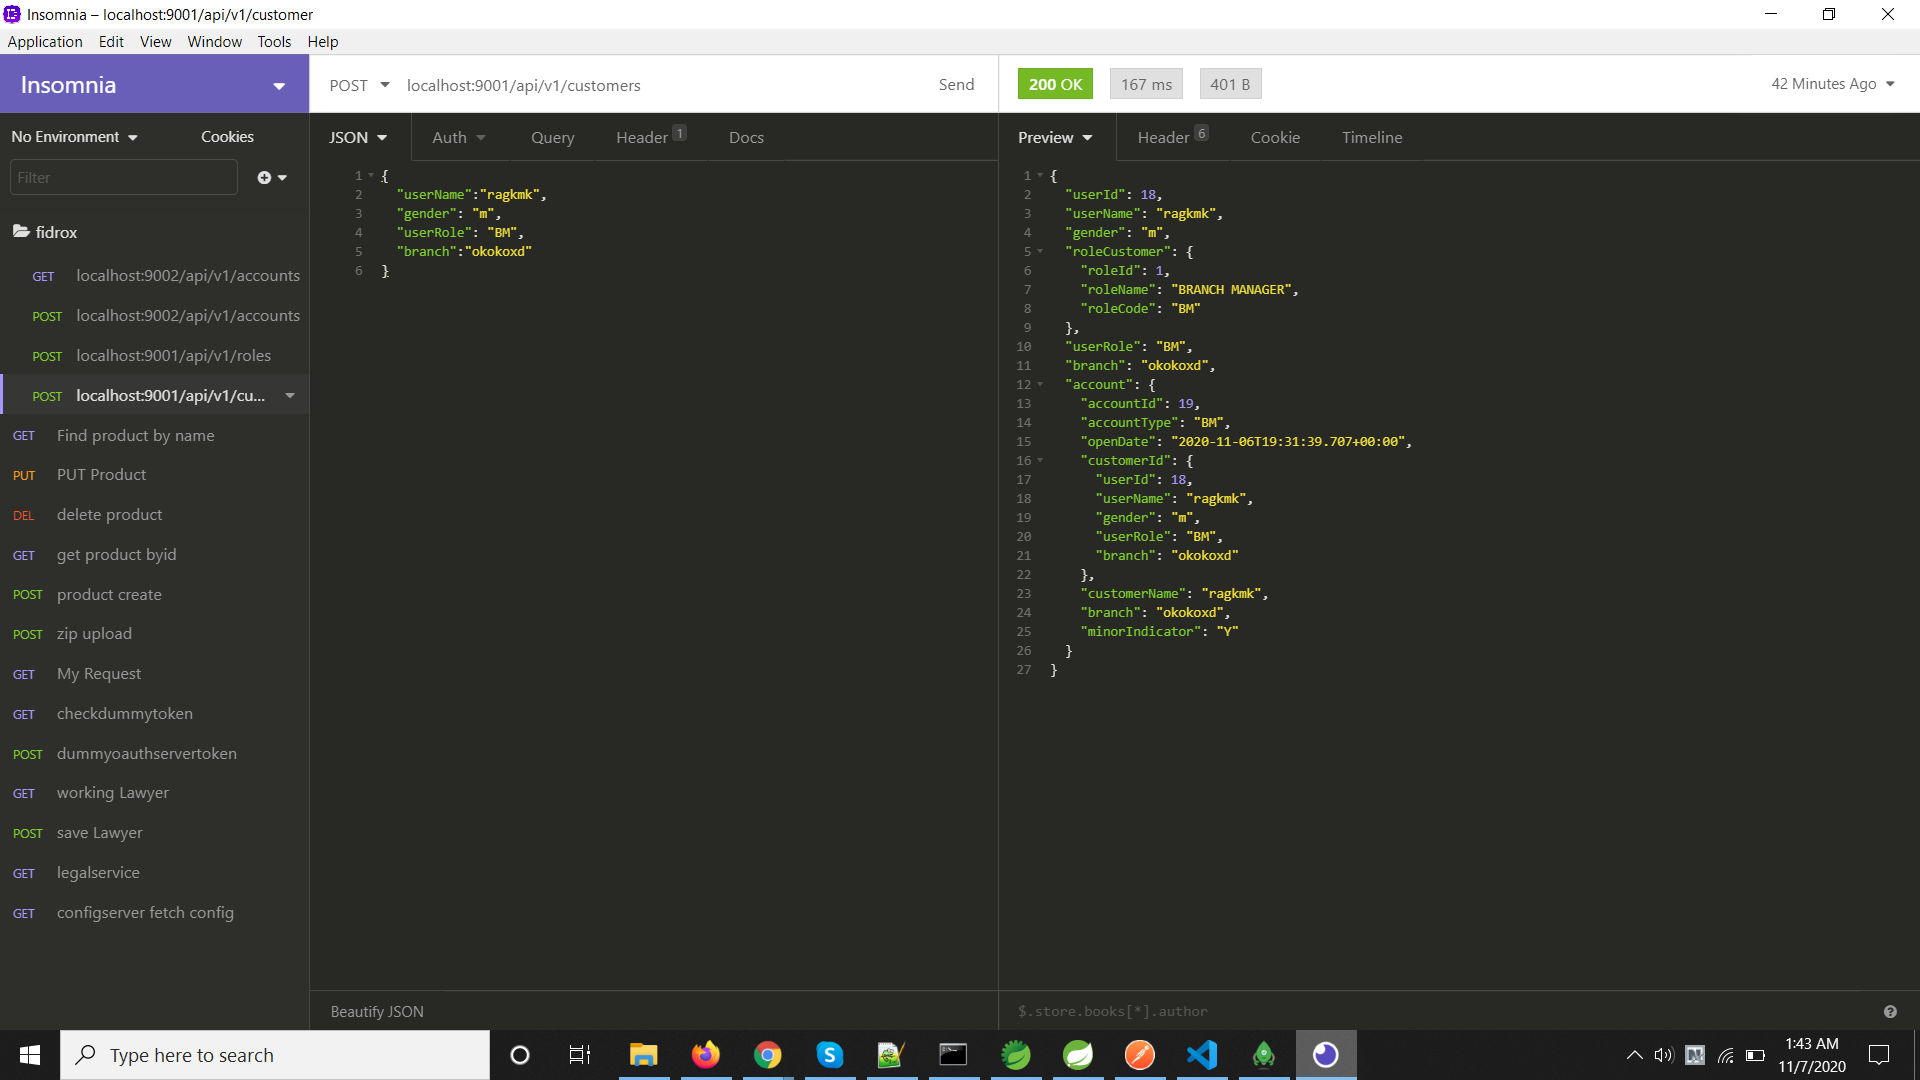 Insomnia – localhost:9001/api/v1/customer
Application Edit View Window Tools Help
Insomnia
No Environment Cookies
Filter
fidrox
GET localhost:9002/api/v1/accounts
POST localhost:9002/api/v1/accounts
POST localhost:9001/api/v1/roles
POST localhost:9001/api/v1/cu...
GET Find product by name
PUT PUT Product
DEL delete product
GET get product byid
POST product create
POST zip upload
GET My Request
GET checkdummytoken
POST dummyoauthservertoken
GET working Lawyer
POST save Lawyer
GET legalservice
GET configserver fetch config
POST localhost:9001/api/v1/customers Send
JSON Auth Query Header 1 Docs
1 {
2 "userName":"ragkmk",
3 "gender": "m",
4 "userRole": "BM",
5 "branch":"okokoxd"
6 }
Beautify JSON
200 OK 167 ms 401 B 42 Minutes Ago
Preview Header 6 Cookie Timeline
1 {
2 "userId": 18,
3 "userName": "ragkmk",
4 "gender": "m",
5 "roleCustomer": {
6 "roleId": 1,
7 "roleName": "BRANCH MANAGER",
8 "roleCode": "BM"
9 },
10 "userRole": "BM",
11 "branch": "okokoxd",
12 "account": {
13 "accountId": 19,
14 "accountType": "BM",
15 "openDate": "2020-11-06T19:31:39.707+00:00",
16 "customerId": {
17 "userId": 18,
18 "userName": "ragkmk",
19 "gender": "m",
20 "userRole": "BM",
21 "branch": "okokoxd"
22 },
23 "customerName": "ragkmk",
24 "branch": "okokoxd",
25 "minorIndicator": "Y"
26 }
27 }
$.store.books[*].author
Type here to search
1:43 AM
11/7/2020